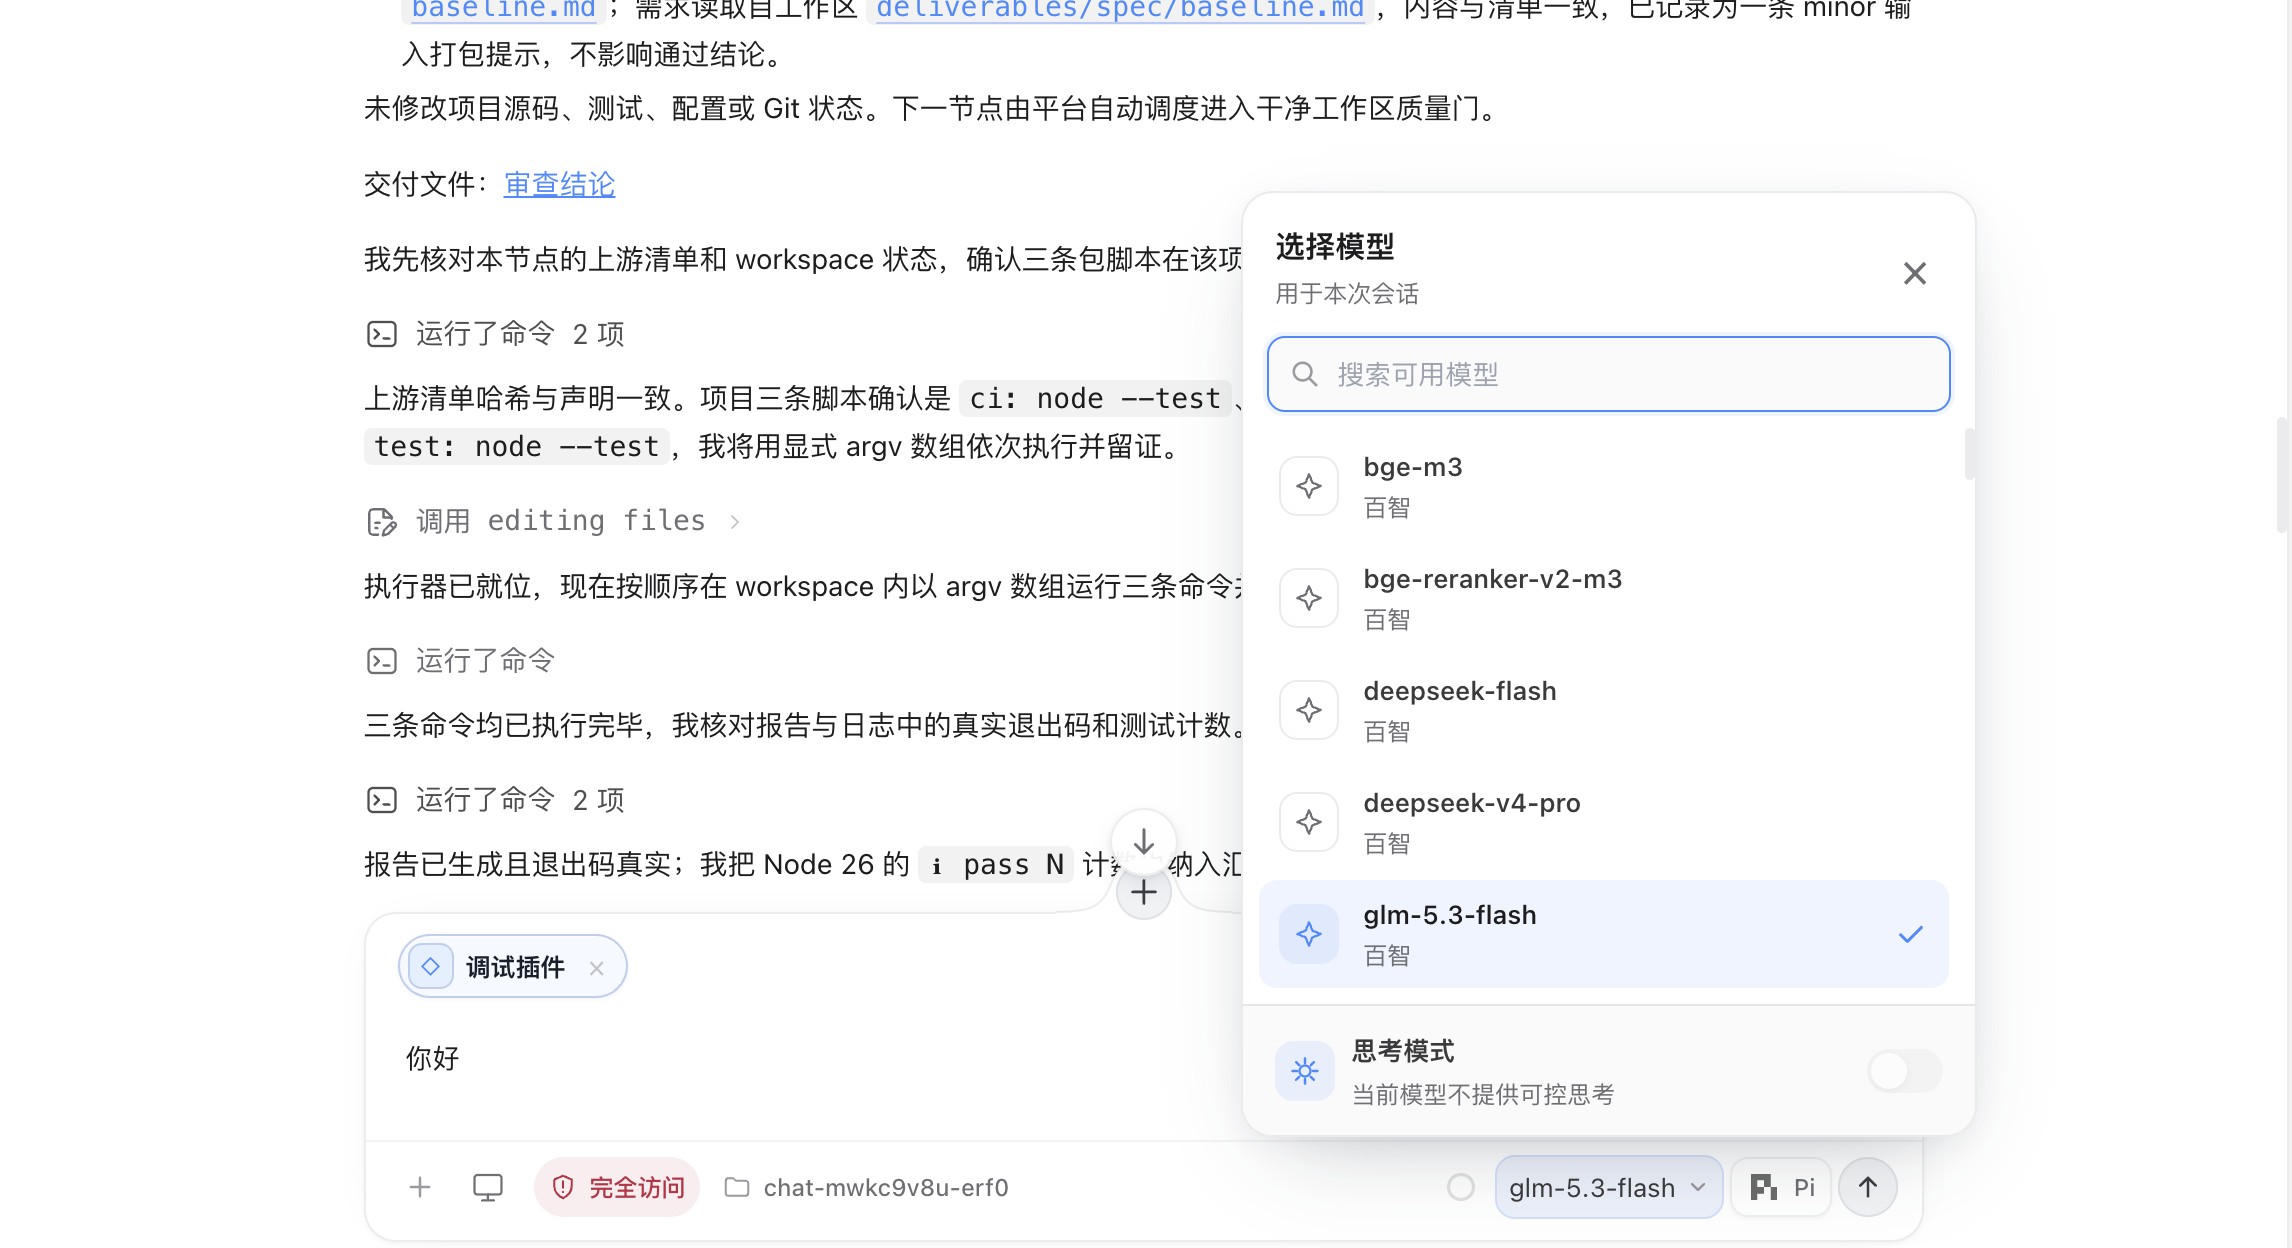 baseline.md；需求读取自工作区 deliverables/spec/baseline.md，内容与清单一致，已记录为一条 minor 输
入打包提示，不影响通过结论。
未修改项目源码、测试、配置或 Git 状态。下一节点由平台自动调度进入干净工作区质量门。
交付文件：审查结论
我先核对本节点的上游清单和 workspace 状态，确认三条包脚本在该项
运行了命令 2 项
上游清单哈希与声明一致。项目三条脚本确认是 ci: node --test、
test: node --test，我将用显式 argv 数组依次执行并留证。
调用 editing files
执行器已就位，现在按顺序在 workspace 内以 argv 数组运行三条命令
运行了命令
三条命令均已执行完毕，我核对报告与日志中的真实退出码和测试计数。
运行了命令 2 项
报告已生成且退出码真实；我把 Node 26 的 ℹ pass N 计数 纳入汇
调试插件
你好
完全访问
chat-mwkc9v8u-erf0
glm-5.3-flash
Pi
选择模型
用于本次会话
搜索可用模型
bge-m3
百智
bge-reranker-v2-m3
百智
deepseek-flash
百智
deepseek-v4-pro
百智
glm-5.3-flash
百智
思考模式
当前模型不提供可控思考